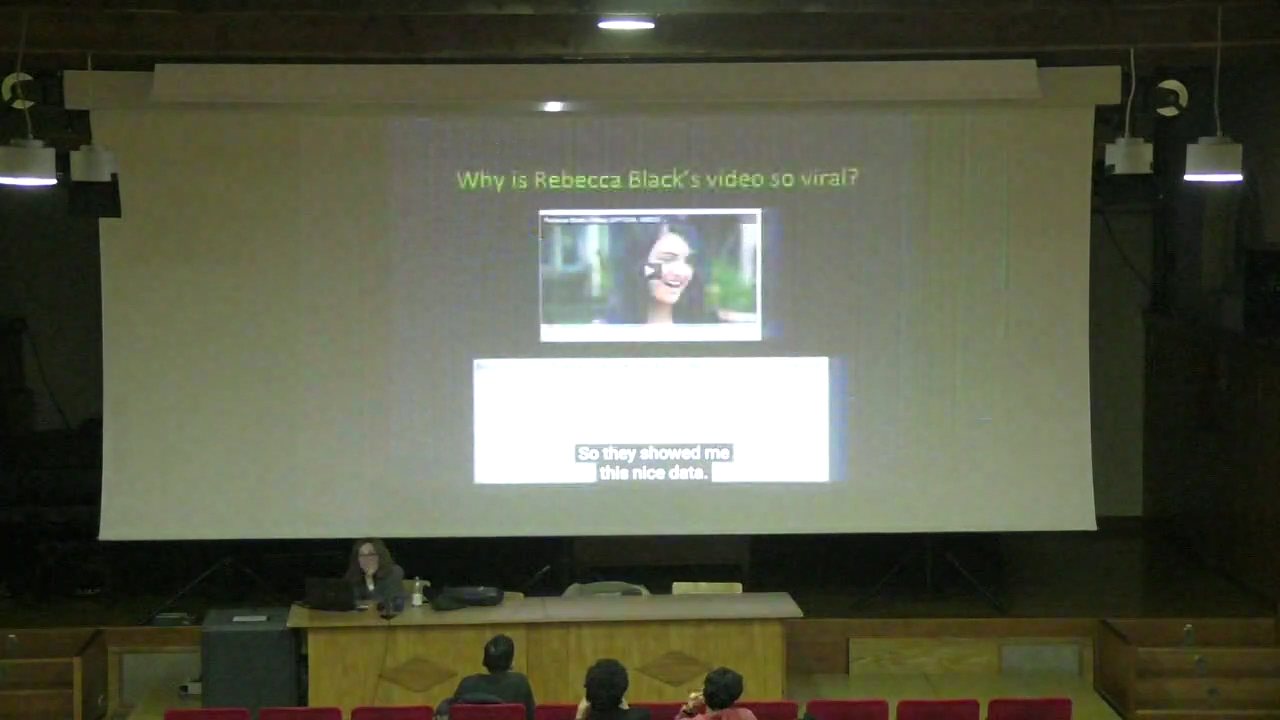 Why is Rebecca Black's video so viral?
So they showed me
this nice data.